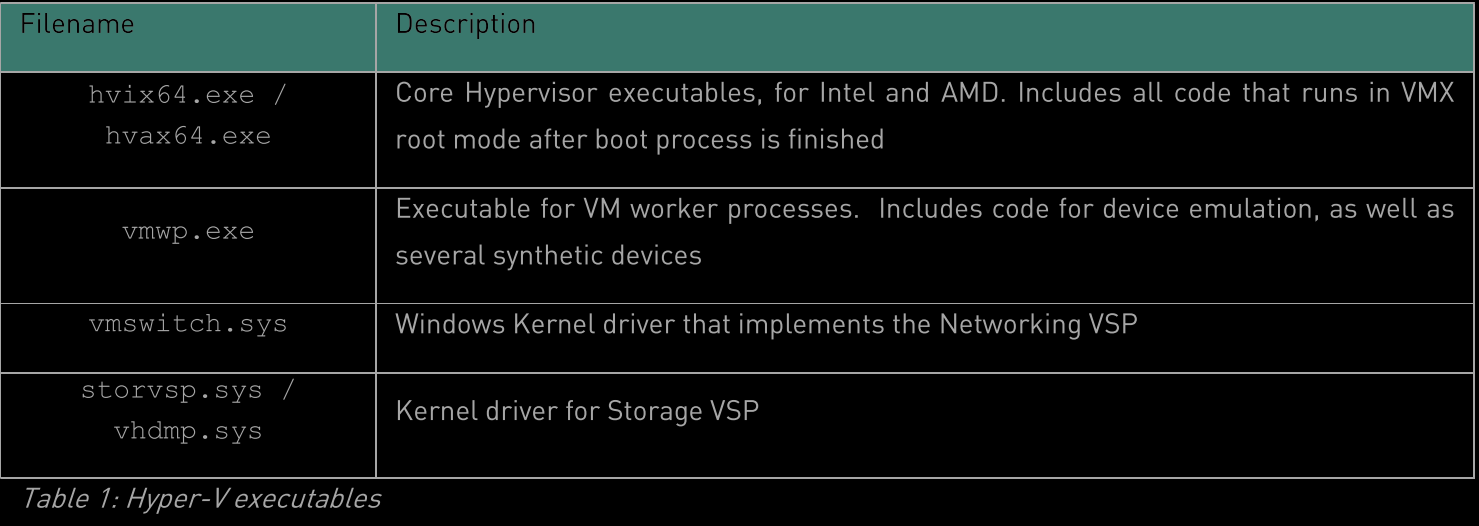 Filename
Description
hvix64.exe /
hvax64.exe
Core Hypervisor executables, for Intel and AMD. Includes all code that runs in VMX
root mode after boot process is finished
vmwp.exe
Executable for VM worker processes.  Includes code for device emulation, as well as
several synthetic devices
vmswitch.sys
Windows Kernel driver that implements the Networking VSP
storvsp.sys /
vhdmp.sys
Kernel driver for Storage VSP
Table 1: Hyper-V executables